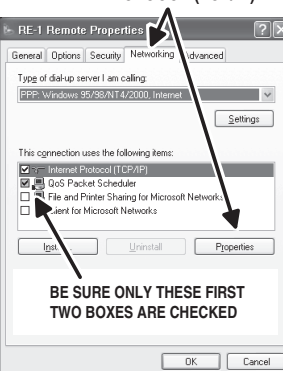 RE-1 Remote Properties
General Options Security Networking Advanced
Type of dial-up server I am calling:
PPP: Windows 95/98/NT4/2000, Internet
Settings
This connection uses the following items:
Internet Protocol (TCP/IP)
QoS Packet Scheduler
File and Printer Sharing for Microsoft Networks
Client for Microsoft Networks
Uninstall Properties
BE SURE ONLY THESE FIRST
TWO BOXES ARE CHECKED
OK Cancel